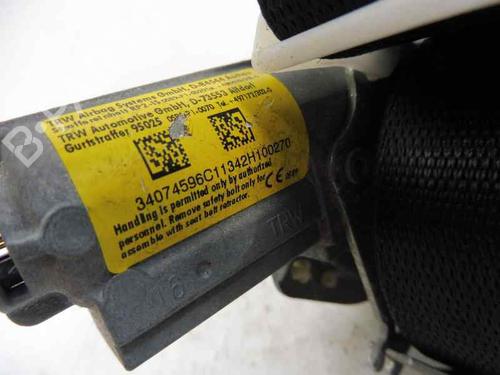 TRW Airbag Systems GmbH, D-84544 Aschau
TRW Automotive GmbH, D-73553 Alfdorf
Gurtstraffer 95025
34074596C11342H100270
Handling is permitted only by authorized
personnel. Remove safety bolt only for
assemble with seat belt retractor.
CE
TRW
B